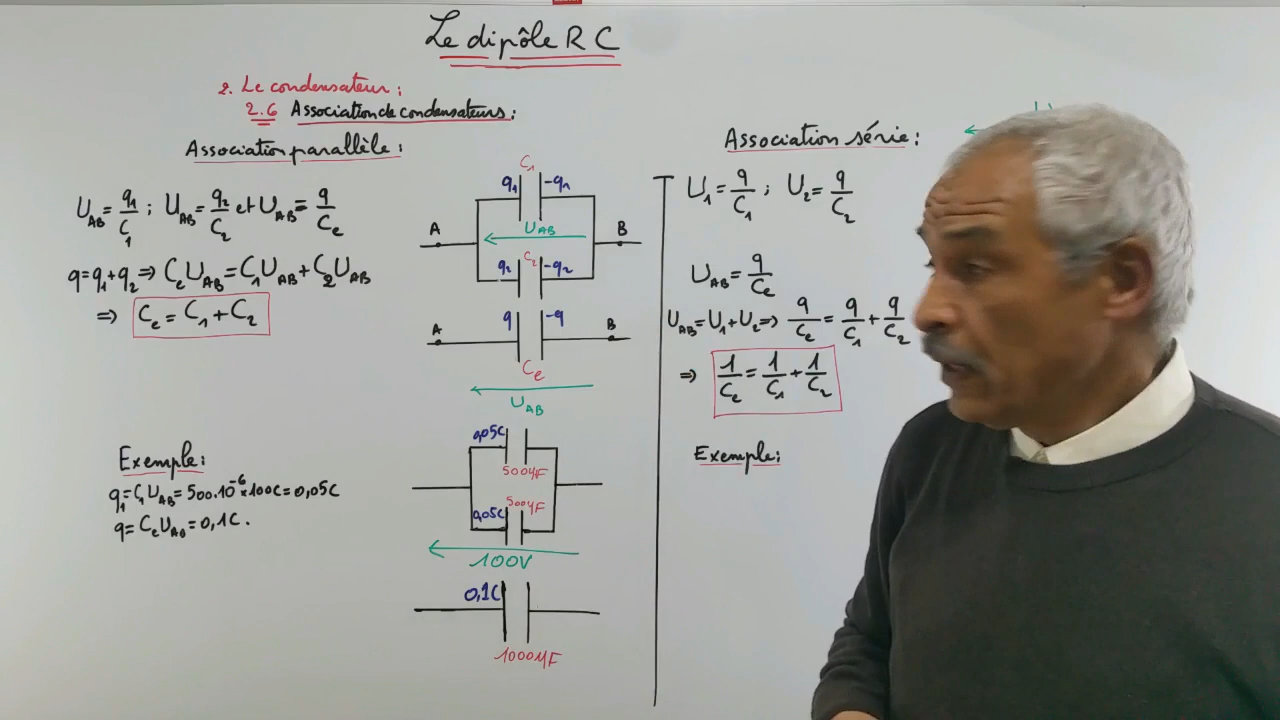 Le dipôle RC
2. Le condensateur :
2.6 Association de condensateurs :
Association parallèle :
U_AB = q1/C1 ; U_AB = q2/C2 et U_AB = q/Ce
q = q1 + q2 ⇒ Ce U_AB = C1 U_AB + C2 U_AB
⇒ Ce = C1 + C2
C1
q1 -q1
A U_AB B
C2
q2 -q2
A q -q B
Ce
U_AB
Exemple :
q1 = C1 U_AB = 500.10^-6 × 100C = 0,05C
q = Ce U_AB = 0,1C.
0,05C
500µF
500µF
0,05C
100V
0,1C
1000µF
Association série :
U1 = q/C1 ; U2 = q/C2
U_AB = q/Ce
U_AB = U1 + U2 ⇒ q/Ce = q/C1 + q/C2
⇒ 1/Ce = 1/C1 + 1/C2
Exemple :